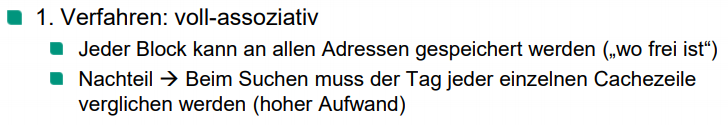 1. Verfahren: voll-assoziativ
Jeder Block kann an allen Adressen gespeichert werden („wo frei ist“)
Nachteil → Beim Suchen muss der Tag jeder einzelnen Cachezeile
verglichen werden (hoher Aufwand)